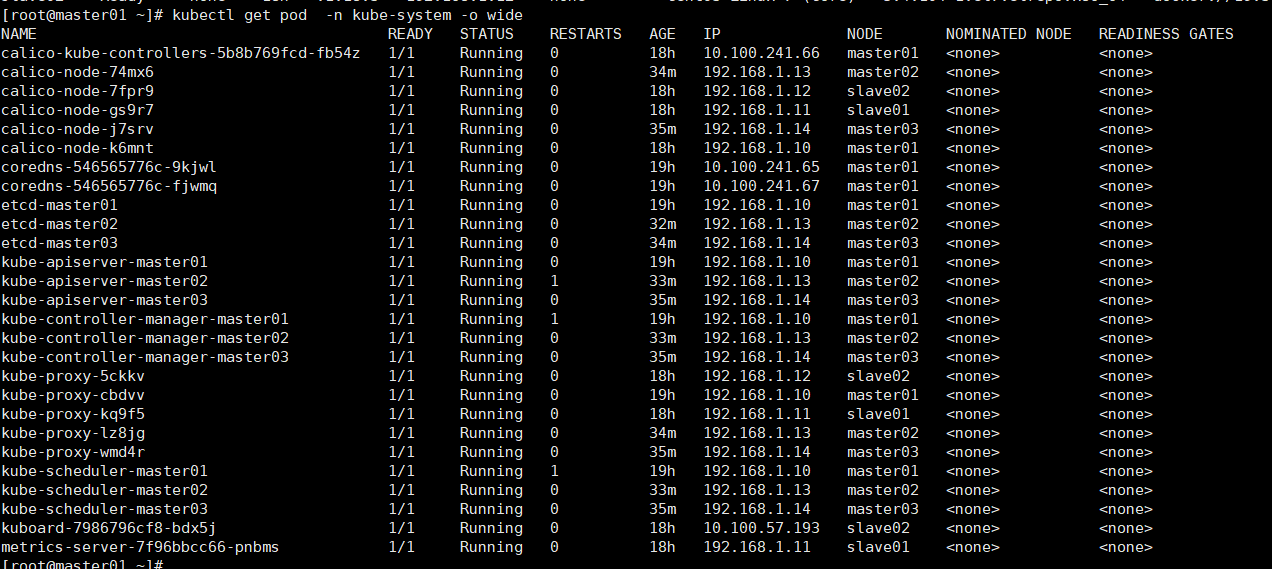 [root@master01 ~]# kubectl get pod  -n kube-system -o wide
NAME                                       READY   STATUS    RESTARTS   AGE   IP              NODE       NOMINATED NODE   READINESS GATES
calico-kube-controllers-5b8b769fcd-fb54z   1/1     Running   0          18h   10.100.241.66   master01   <none>           <none>
calico-node-74mx6                          1/1     Running   0          34m   192.168.1.13    master02   <none>           <none>
calico-node-7fpr9                          1/1     Running   0          18h   192.168.1.12    slave02    <none>           <none>
calico-node-gs9r7                          1/1     Running   0          18h   192.168.1.11    slave01    <none>           <none>
calico-node-j7srv                          1/1     Running   0          35m   192.168.1.14    master03   <none>           <none>
calico-node-k6mnt                          1/1     Running   0          18h   192.168.1.10    master01   <none>           <none>
coredns-546565776c-9kjwl                   1/1     Running   0          19h   10.100.241.65   master01   <none>           <none>
coredns-546565776c-fjwmq                   1/1     Running   0          19h   10.100.241.67   master01   <none>           <none>
etcd-master01                              1/1     Running   0          19h   192.168.1.10    master01   <none>           <none>
etcd-master02                              1/1     Running   0          32m   192.168.1.13    master02   <none>           <none>
etcd-master03                              1/1     Running   0          34m   192.168.1.14    master03   <none>           <none>
kube-apiserver-master01                    1/1     Running   0          19h   192.168.1.10    master01   <none>           <none>
kube-apiserver-master02                    1/1     Running   1          33m   192.168.1.13    master02   <none>           <none>
kube-apiserver-master03                    1/1     Running   0          35m   192.168.1.14    master03   <none>           <none>
kube-controller-manager-master01           1/1     Running   1          19h   192.168.1.10    master01   <none>           <none>
kube-controller-manager-master02           1/1     Running   0          33m   192.168.1.13    master02   <none>           <none>
kube-controller-manager-master03           1/1     Running   0          35m   192.168.1.14    master03   <none>           <none>
kube-proxy-5ckkv                           1/1     Running   0          18h   192.168.1.12    slave02    <none>           <none>
kube-proxy-cbdvv                           1/1     Running   0          19h   192.168.1.10    master01   <none>           <none>
kube-proxy-kq9f5                           1/1     Running   0          18h   192.168.1.11    slave01    <none>           <none>
kube-proxy-lz8jg                           1/1     Running   0          34m   192.168.1.13    master02   <none>           <none>
kube-proxy-wmd4r                           1/1     Running   0          35m   192.168.1.14    master03   <none>           <none>
kube-scheduler-master01                    1/1     Running   1          19h   192.168.1.10    master01   <none>           <none>
kube-scheduler-master02                    1/1     Running   0          33m   192.168.1.13    master02   <none>           <none>
kube-scheduler-master03                    1/1     Running   0          35m   192.168.1.14    master03   <none>           <none>
kuboard-7986796cf8-bdx5j                   1/1     Running   0          18h   10.100.57.193   slave02    <none>           <none>
metrics-server-7f96bbcc66-pnbms            1/1     Running   0          18h   192.168.1.11    slave01    <none>           <none>
[root@master01 ~]#